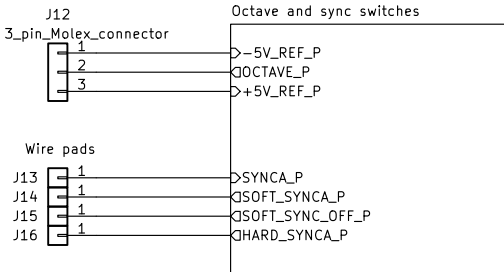 J12
Octave and sync switches
3_pin_Molex_connector
1 -5V_REF_P
2 OCTAVE_P
3 +5V_REF_P
Wire pads
J13 1 SYNCA_P
J14 1 SOFT_SYNCA_P
J15 1 SOFT_SYNC_OFF_P
J16 1 HARD_SYNCA_P